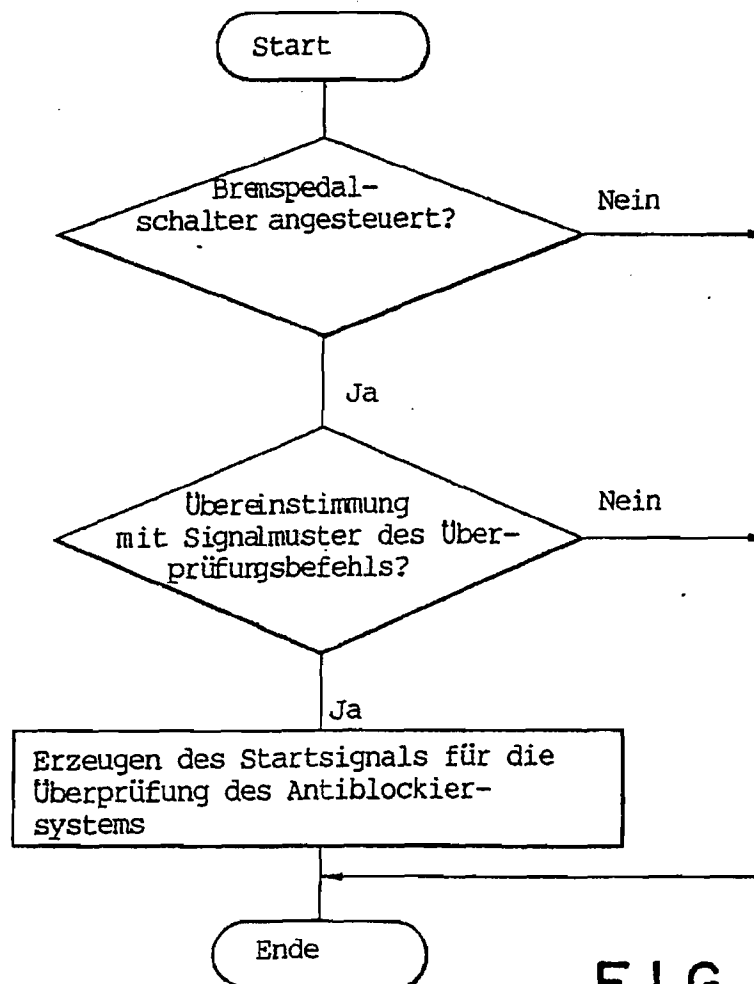 Start
Bremspedal-
schalter angesteuert?
Nein
Ja
Übereinstimmung
mit Signalmuster des Über-
prüfungsbefehls?
Nein
Ja
Erzeugen des Startsignals für die
Überprüfung des Antiblockier-
systems
Ende
FIG